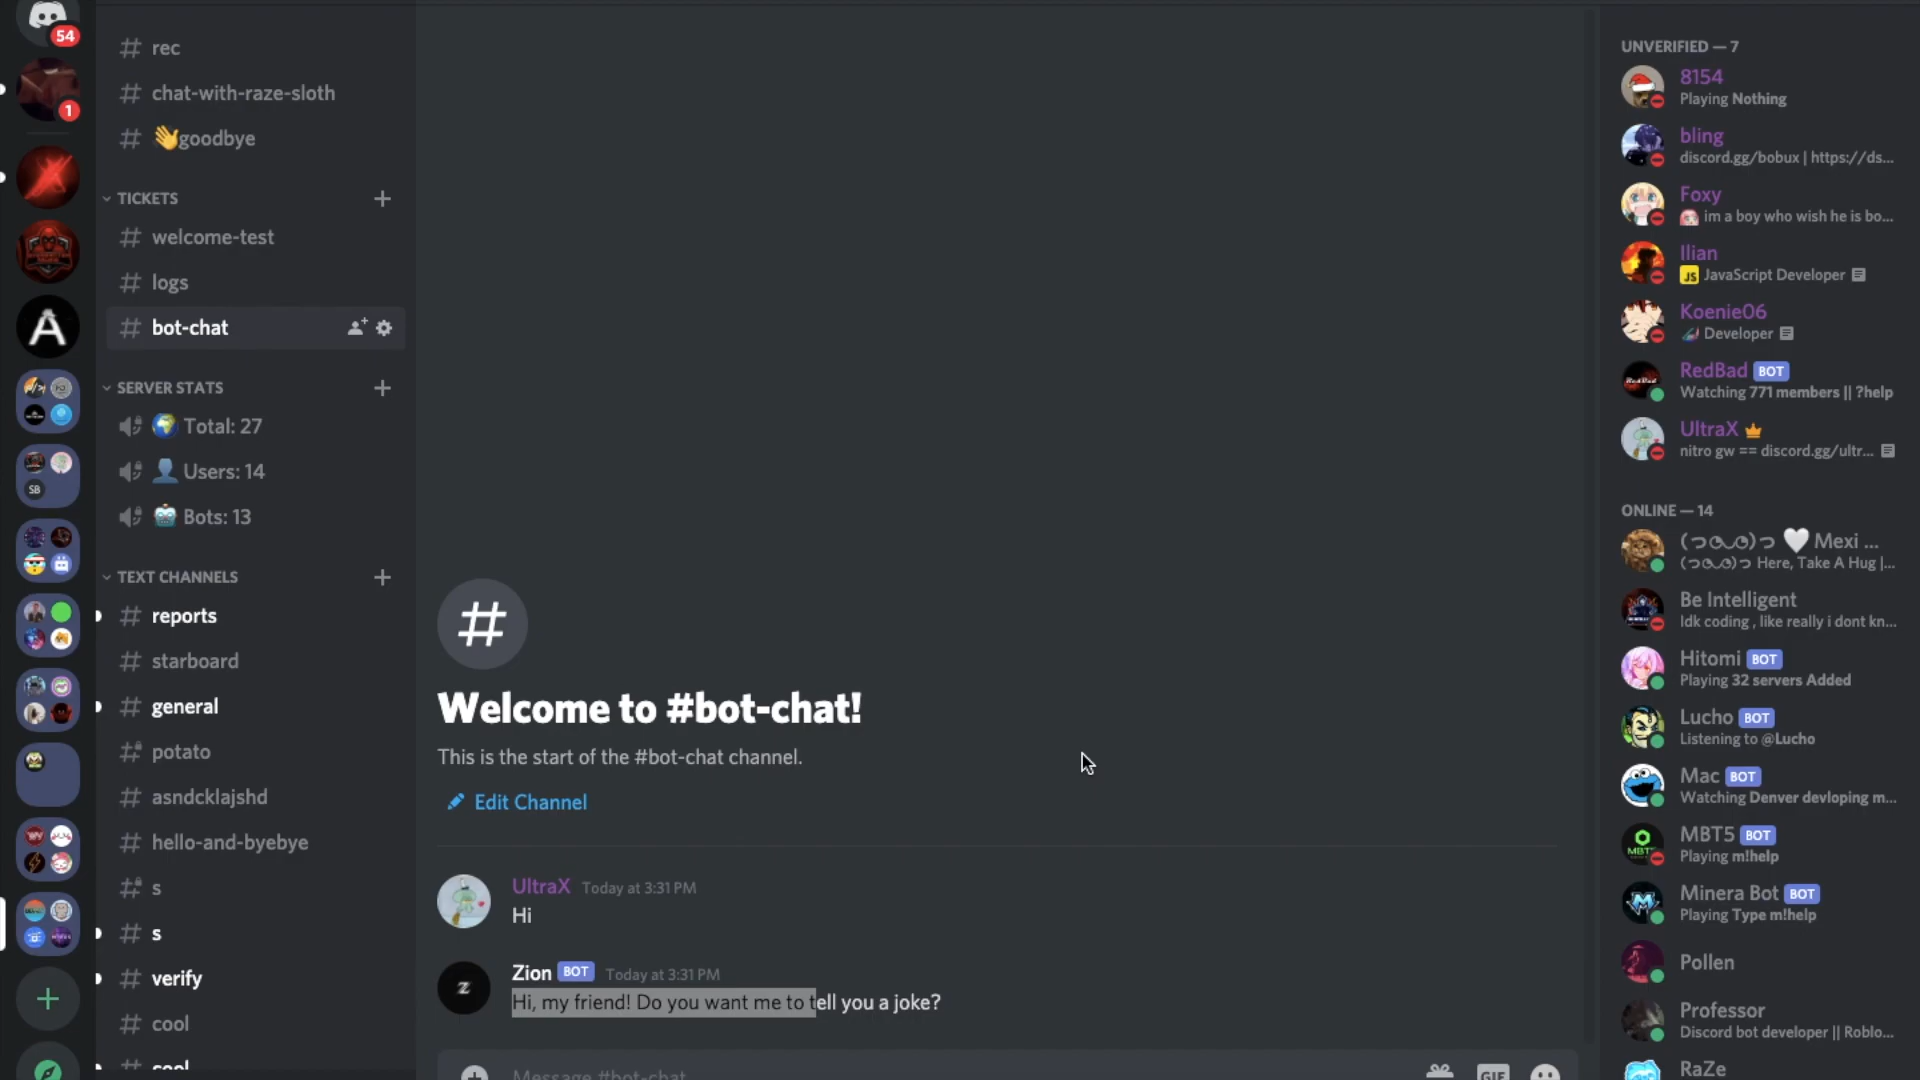 54
1
SB
rec
chat-with-raze-sloth
👋goodbye
TICKETS
welcome-test
logs
bot-chat
SERVER STATS
🌍 Total: 27
👤 Users: 14
🤖 Bots: 13
TEXT CHANNELS
reports
starboard
general
potato
asndcklajshd
hello-and-byebye
s
s
verify
cool
cool
Welcome to #bot-chat!
This is the start of the #bot-chat channel.
Edit Channel
UltraX Today at 3:31 PM
Hi
Zion BOT Today at 3:31 PM
Hi, my friend! Do you want me to tell you a joke?
Message #bot-chat
GIF
UNVERIFIED — 7
8154
Playing Nothing
bling
discord.gg/bobux | https://ds...
Foxy
im a boy who wish he is bo...
Ilian
JS JavaScript Developer
Koenie06
Developer
RedBad BOT
Watching 771 members || ?help
UltraX
nitro gw == discord.gg/ultr...
ONLINE — 14
(つ◔◡◔)つ 🤍 Mexi ...
(つ◔◡◔)つ Here, Take A Hug |...
Be Intelligent
Idk coding , like really i dont kn...
Hitomi BOT
Playing 32 servers Added
Lucho BOT
Listening to @Lucho
Mac BOT
Watching Denver devloping m...
MBT5 BOT
Playing m!help
Minera Bot BOT
Playing Type m!help
Pollen
Professor
Discord bot developer || Roblo...
RaZe